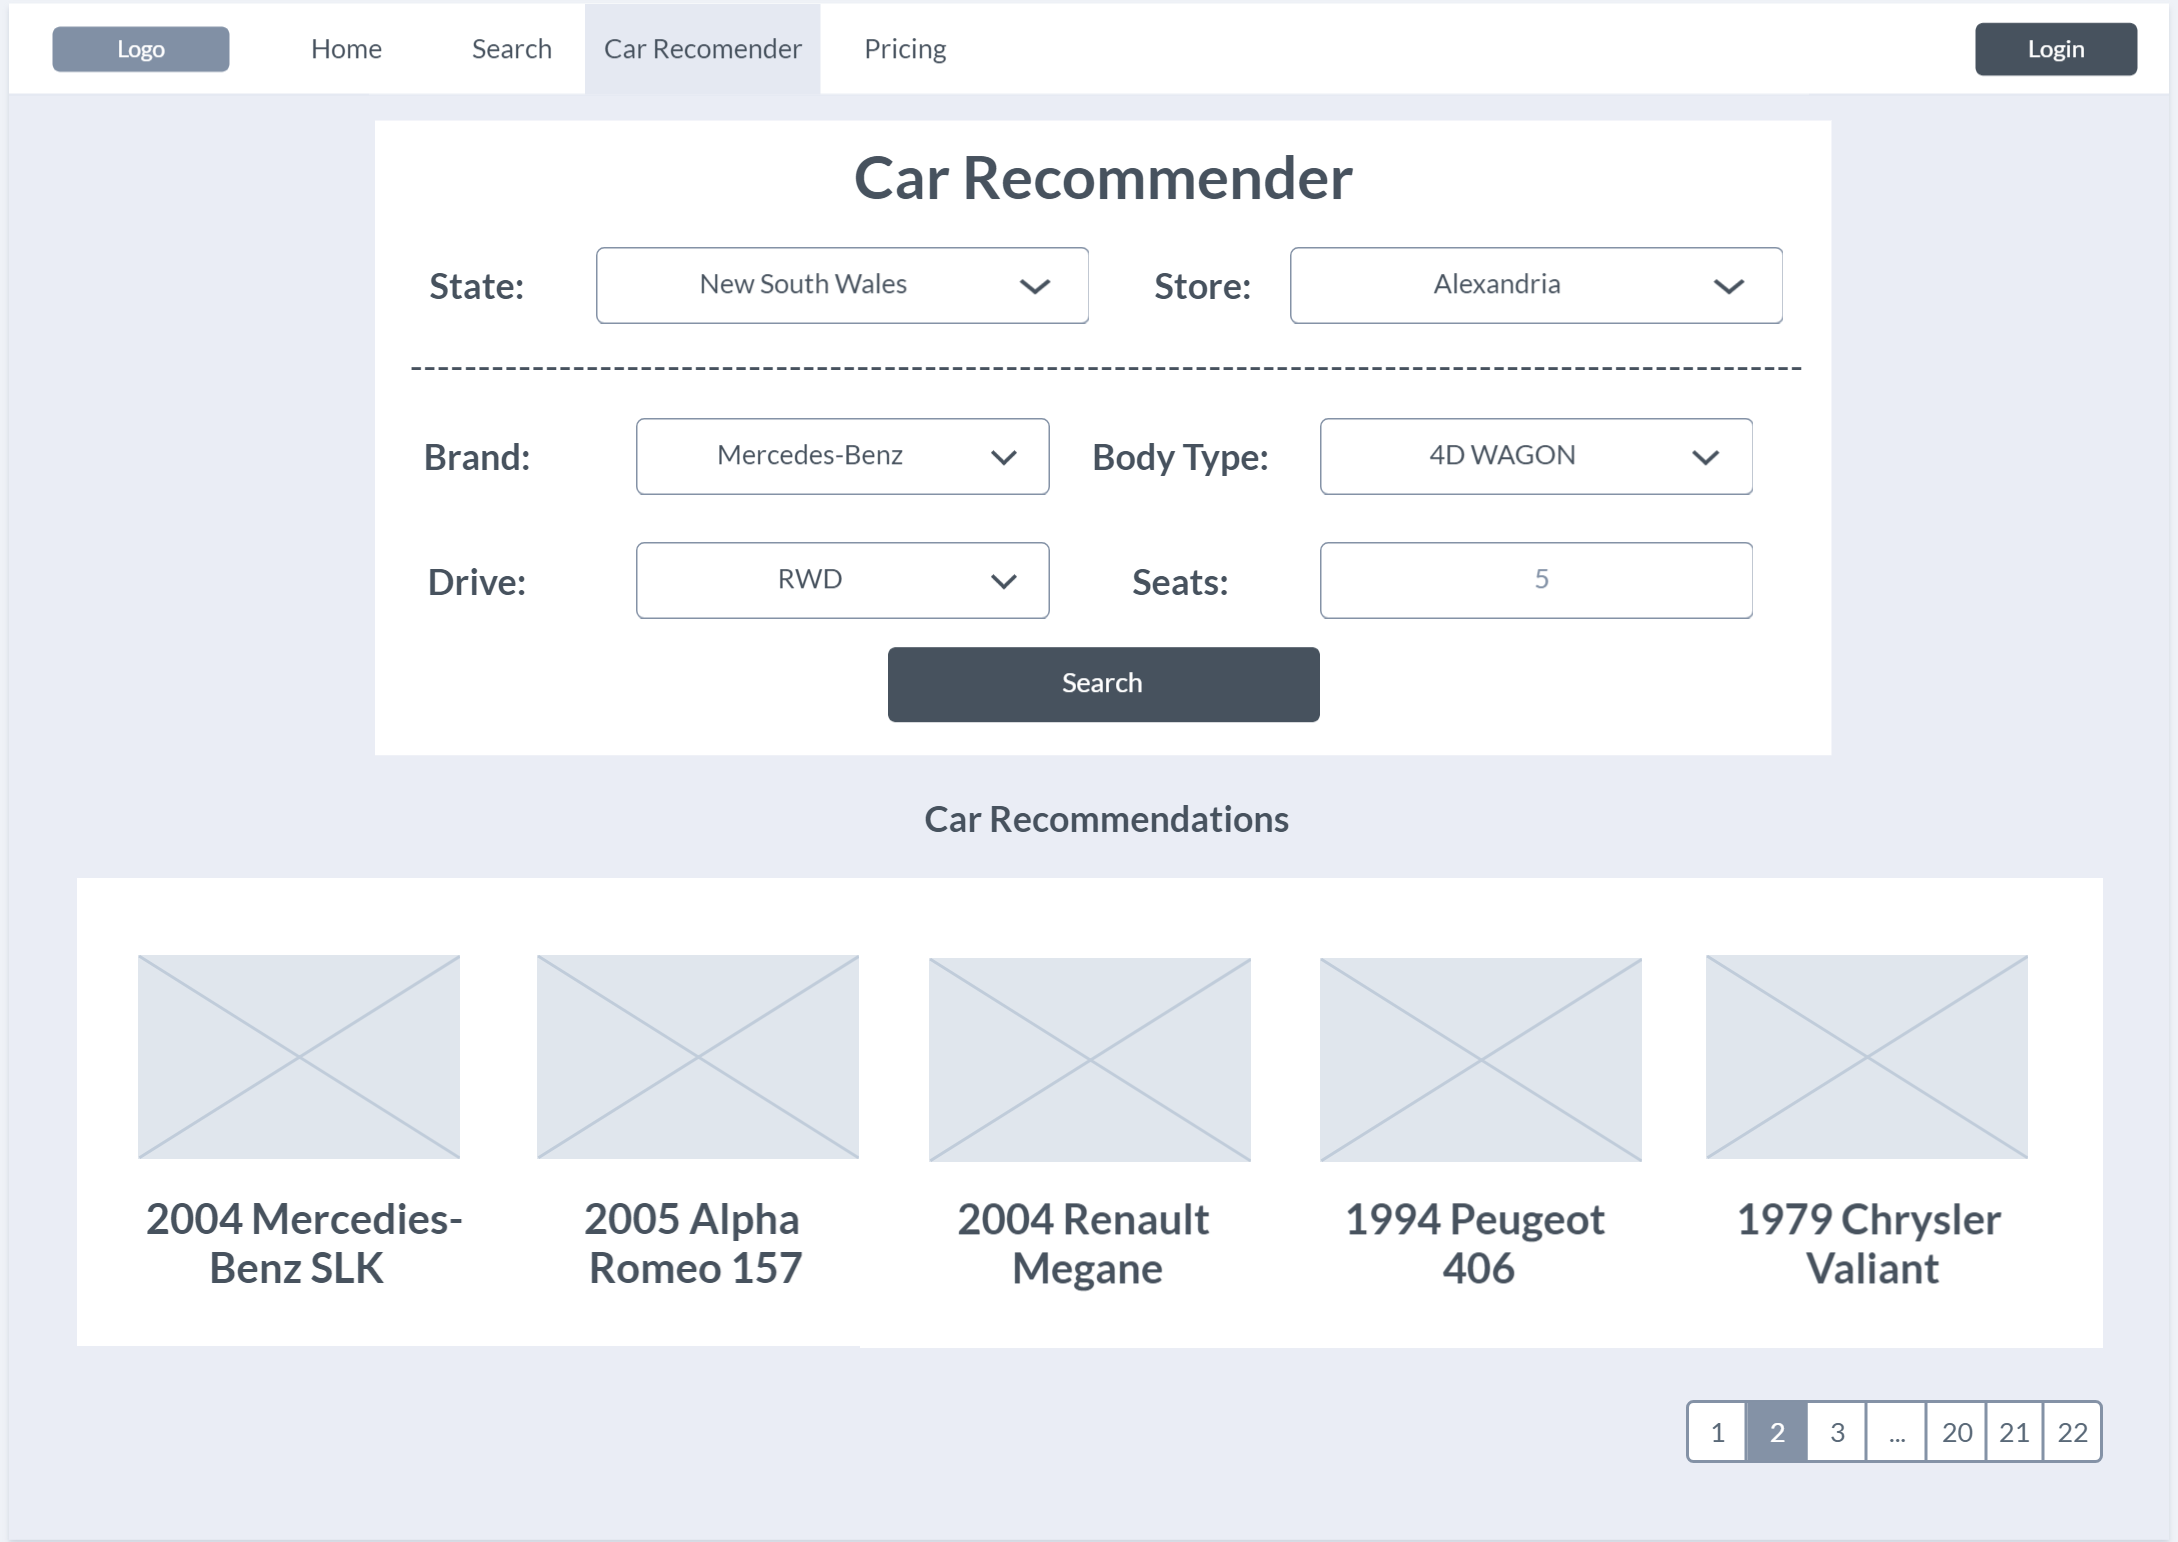 Logo Home Search Car Recomender Pricing Login
Car Recommender
State: New South Wales Store: Alexandria
Brand: Mercedes-Benz Body Type: 4D WAGON
Drive: RWD Seats: 5
Search
Car Recommendations
2004 Mercedies-
Benz SLK
2005 Alpha
Romeo 157
2004 Renault
Megane
1994 Peugeot
406
1979 Chrysler
Valiant
1 2 3 ... 20 21 22